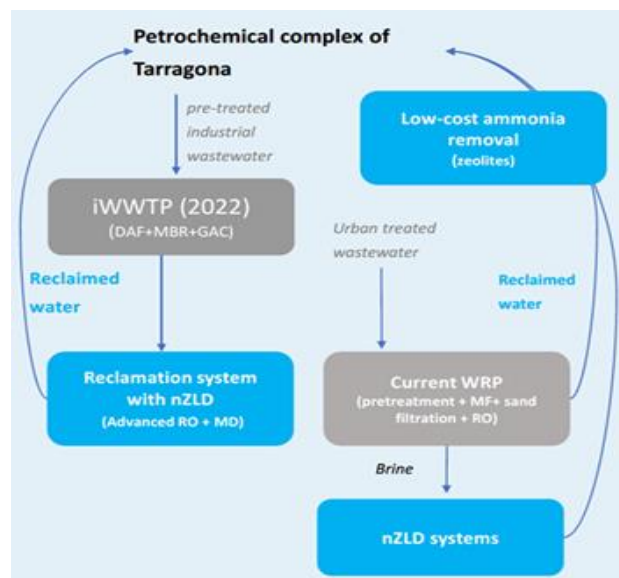 Petrochemical complex of
Tarragona
pre-treated
industrial
wastewater
Low-cost ammonia
removal
(zeolites)
iWWTP (2022)
(DAF+MBR+GAC)
Urban treated
wastewater
Reclaimed
water
Reclaimed
water
Reclamation system
with nZLD
(Advanced RO + MD)
Current WRP
(pretreatment + MF+ sand
filtration + RO)
Brine
nZLD systems